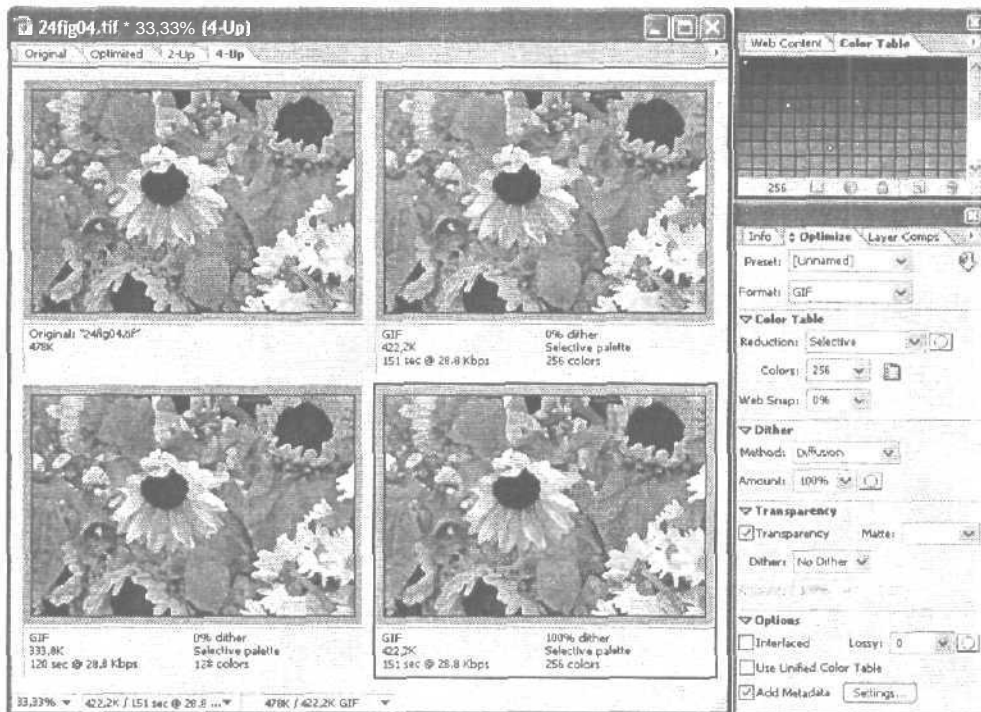 24fig04.tif * 33,33% (4-Up)
Original Optimized 2-Up 4-Up
Original: "24fig04.tif"
478K
GIF 0% dither
422,2K Selective palette
151 sec @ 28.8 Kbps 256 colors
GIF 0% dither
333,8K Selective palette
120 sec @ 28,8 Kbps 128 colors
GIF 100% dither
422,2K Selective palette
151 sec @ 28.8 Kbps 256 colors
33,33% 422,2K / 151 sec @ 28.8 ... 478K / 422,2K GIF
Web Content Color Table
256
Info Optimize Layer Comps
Preset: [Unnamed]
Format: GIF
Color Table
Reduction: Selective
Colors: 256
Web Snap: 0%
Dither
Method: Diffusion
Amount: 100%
Transparency
Transparency Matte:
Dither: No Dither
Options
Interlaced Lossy: 0
Use Unified Color Table
Add Metadata Settings...